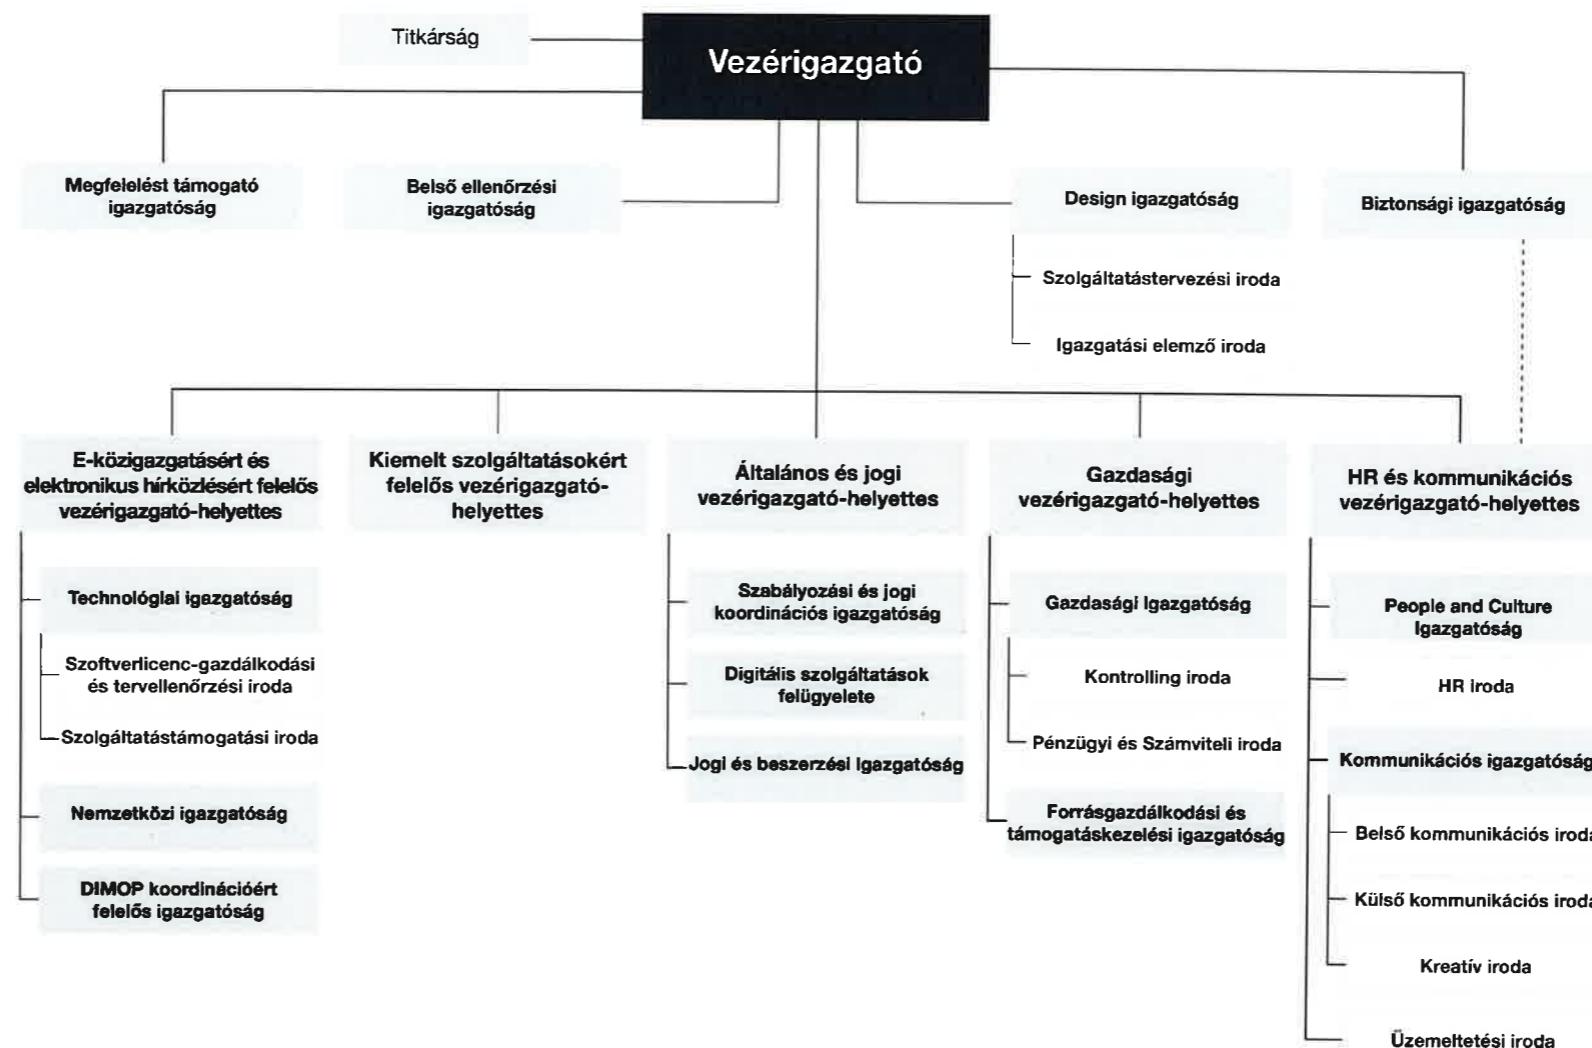 Titkárság
Vezérigazgató
Megfelelést támogató
igazgatóság
Belső ellenőrzési
igazgatóság
Design igazgatóság
Biztonsági igazgatóság
Szolgáltatástervezési iroda
Igazgatási elemző iroda
E-közigazgatásért és
elektronikus hírközlésért felelős
vezérigazgató-helyettes
Technológiai igazgatóság
Szoftverlicenc-gazdálkodási
és tervellenőrzési iroda
Szolgáltatástámogatási iroda
Nemzetközi igazgatóság
DIMOP koordinációért
felelős igazgatóság
Kiemelt szolgáltatásokért
felelős vezérigazgató-
helyettes
Általános és jogi
vezérigazgató-helyettes
Szabályozási és jogi
koordinációs igazgatóság
Digitális szolgáltatások
felügyelete
Jogi és beszerzési Igazgatóság
Gazdasági
vezérigazgató-helyettes
Gazdasági Igazgatóság
Kontrolling iroda
Pénzügyi és Számviteli iroda
Forrásgazdálkodási és
támogatáskezelési igazgatóság
HR és kommunikációs
vezérigazgató-helyettes
People and Culture
Igazgatóság
HR iroda
Kommunikációs igazgatóság
Belső kommunikációs iroda
Külső kommunikációs iroda
Kreatív iroda
Üzemeltetési iroda